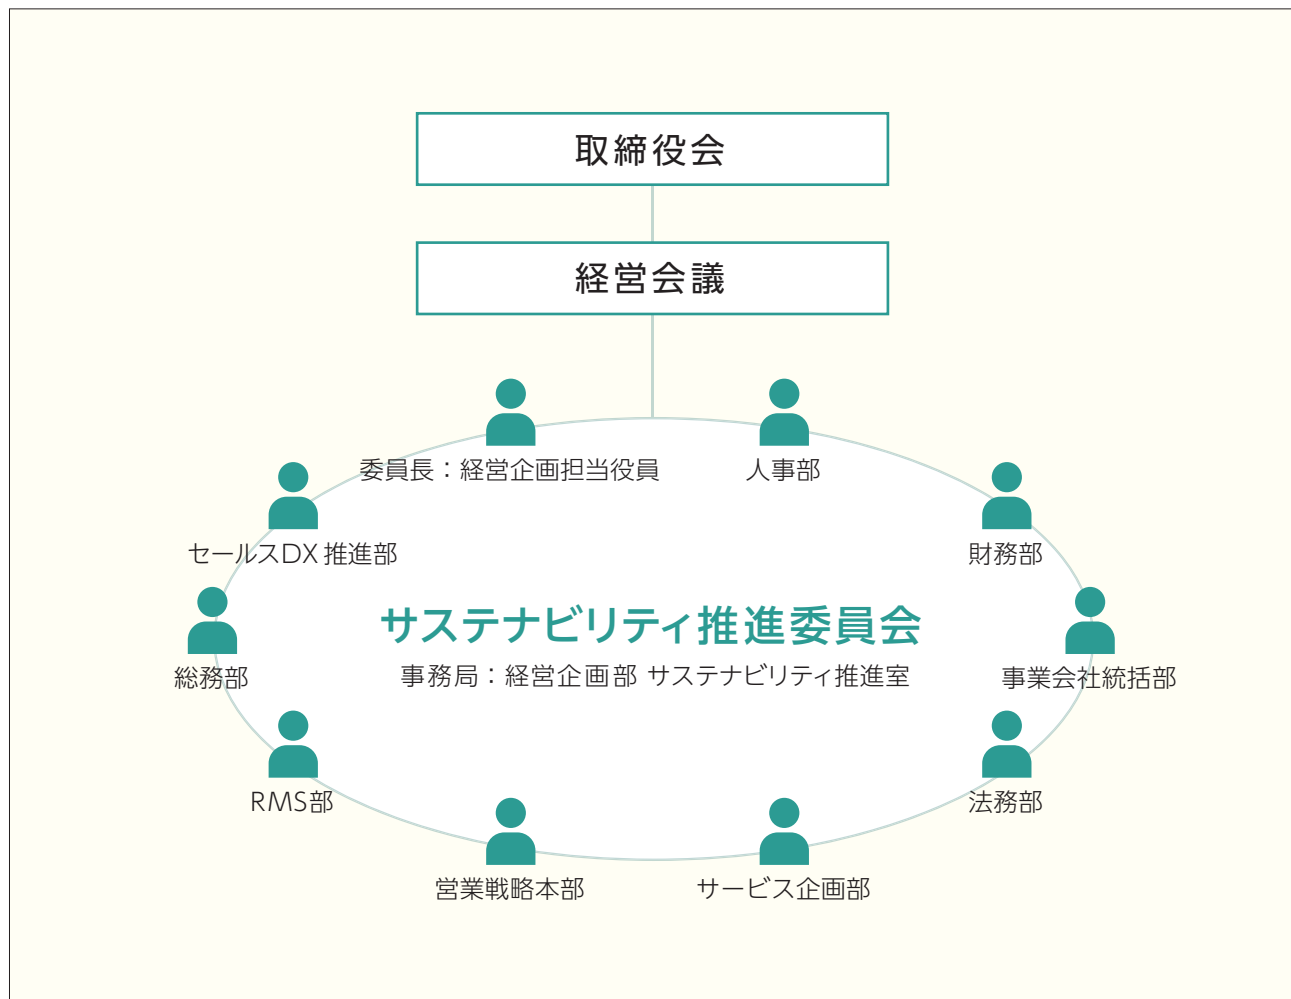 取締役会
経営会議
委員長：経営企画担当役員
人事部
セールスDX推進部
財務部
サステナビリティ推進委員会
事務局：経営企画部 サステナビリティ推進室
総務部
事業会社統括部
RMS部
法務部
営業戦略本部
サービス企画部